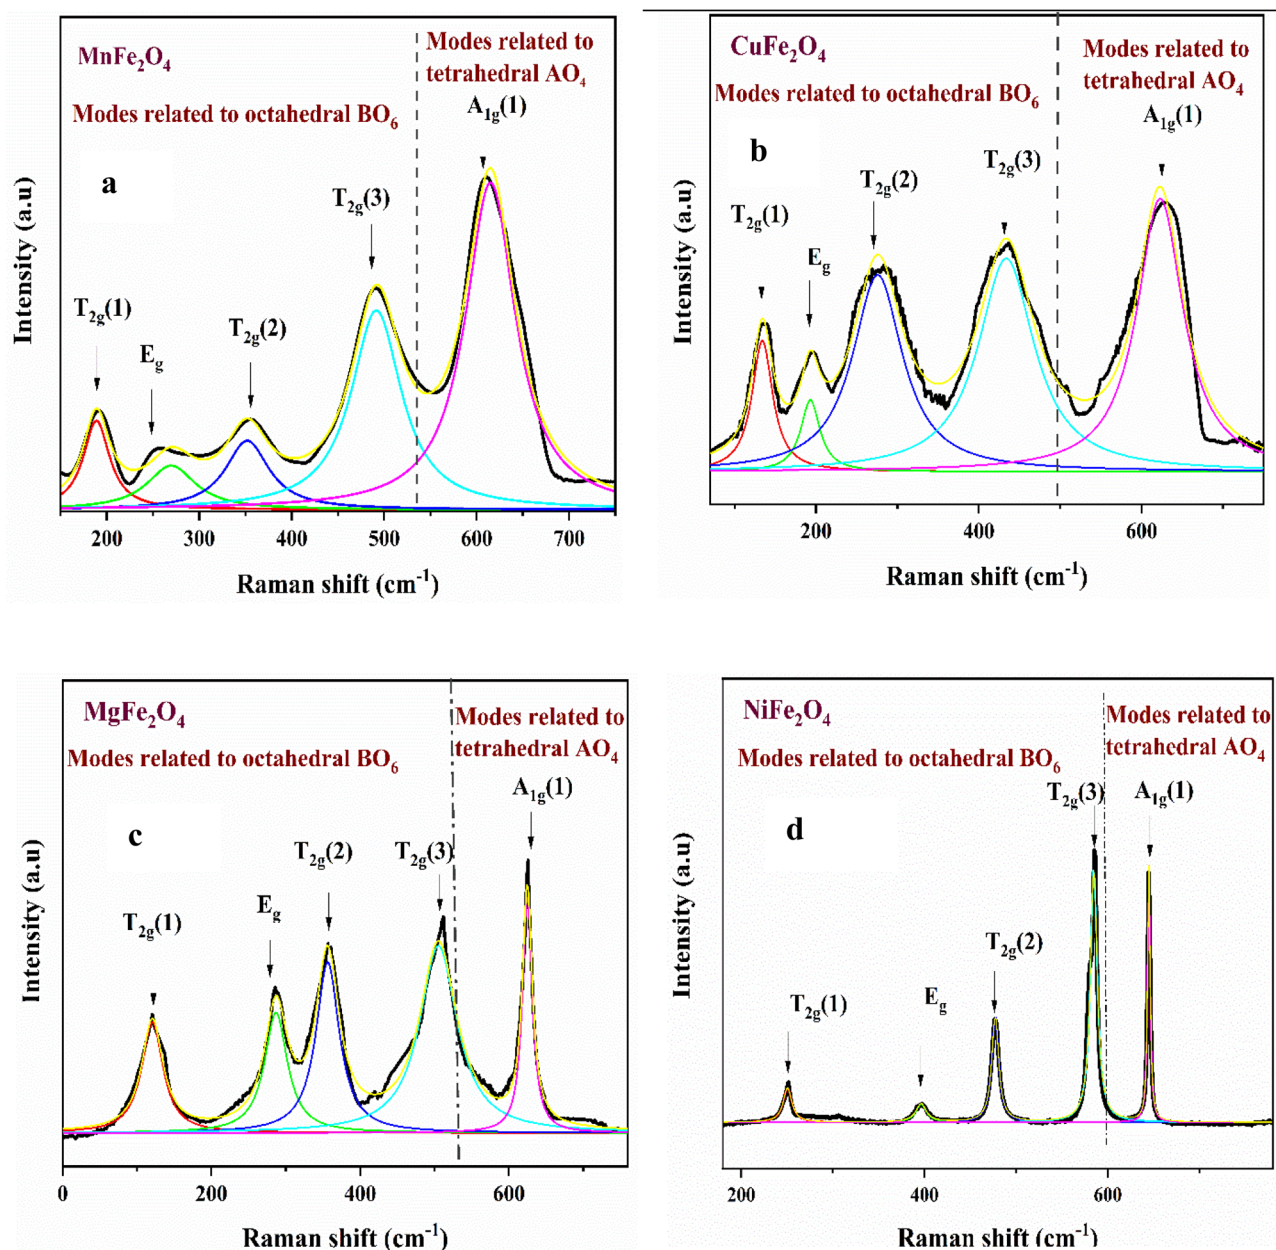 MnFe₂O₄
Modes related to
tetrahedral AO₄
Modes related to octahedral BO₆
A₁g(1)
a
T₂g(3)
T₂g(1)
E_g
T₂g(2)
Intensity (a.u)
200 300 400 500 600 700
Raman shift (cm⁻¹)
CuFe₂O₄
Modes related to
tetrahedral AO₄
Modes related to octahedral BO₆
A₁g(1)
b
T₂g(3)
T₂g(2)
T₂g(1)
E_g
Intensity (a.u)
200 400 600
Raman shift (cm⁻¹)
MgFe₂O₄
Modes related to
tetrahedral AO₄
Modes related to octahedral BO₆
A₁g(1)
c
T₂g(2)
T₂g(3)
E_g
T₂g(1)
Intensity (a.u)
0 200 400 600
Raman shift (cm⁻¹)
NiFe₂O₄
Modes related to
tetrahedral AO₄
Modes related to octahedral BO₆
T₂g(3)
A₁g(1)
d
T₂g(2)
T₂g(1)
E_g
Intensity (a.u)
200 400 600
Raman shift (cm⁻¹)